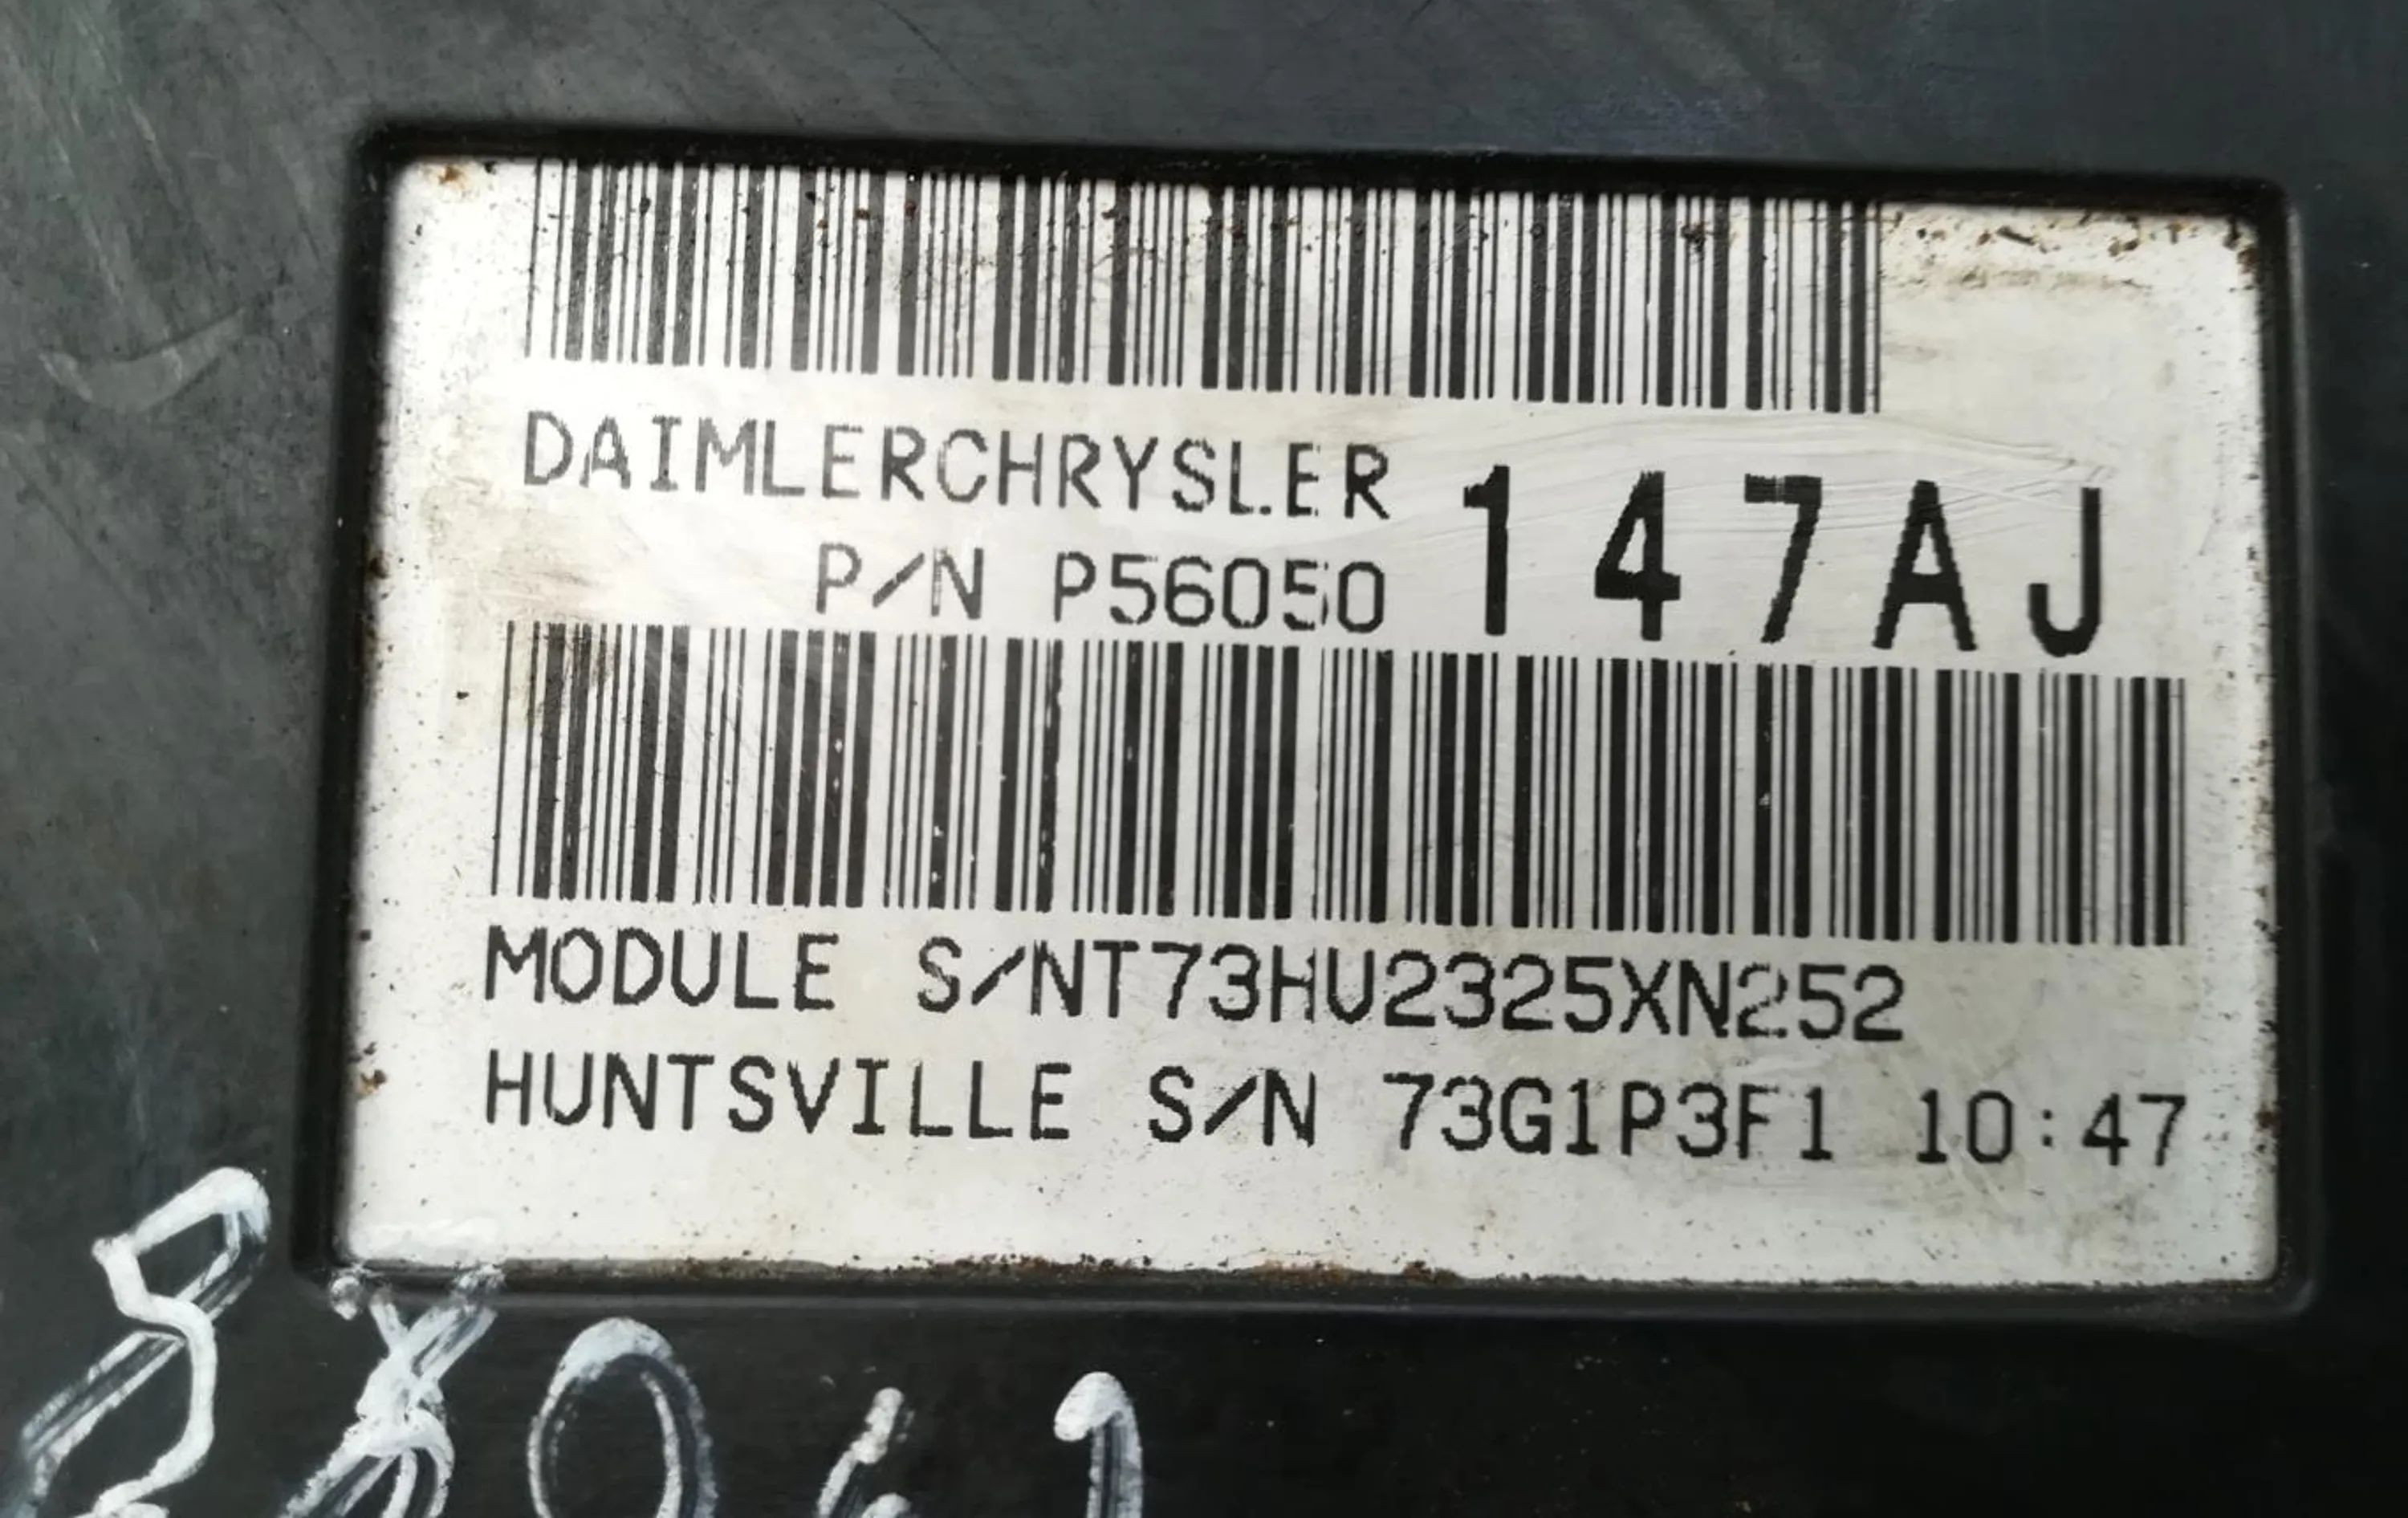 DAIMLERCHRYSLER
P/N P56050 147AJ
MODULE S/NT73HU2325XN252
HUNTSVILLE S/N 73G1P3F1 10:47